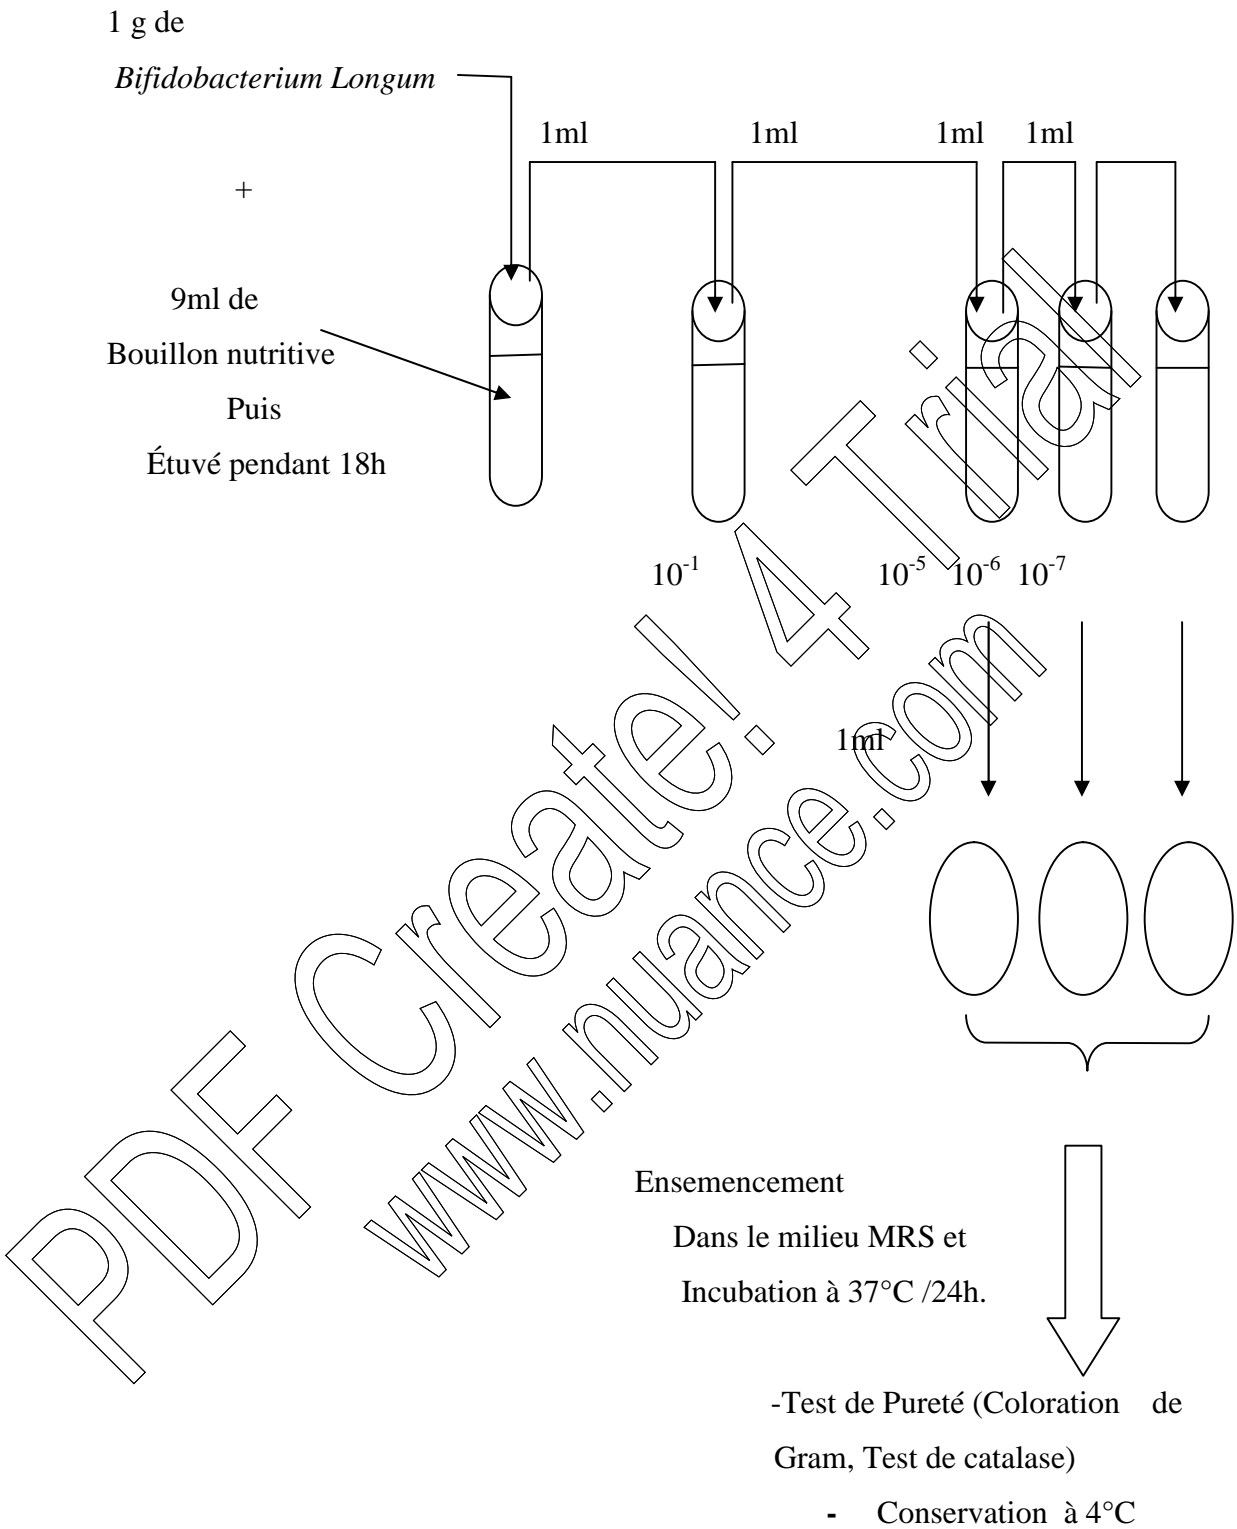 1 g de
Bifidobacterium Longum
1ml 1ml 1ml 1ml
+
9ml de
Bouillon nutritive
Puis
Étuvé pendant 18h
10⁻¹ 10⁻⁵ 10⁻⁶ 10⁻⁷
1ml
Ensemencement
Dans le milieu MRS et
Incubation à 37°C /24h.
-Test de Pureté (Coloration de
Gram, Test de catalase)
- Conservation à 4°C
PDF Create! 4 Trial
www.nuance.com